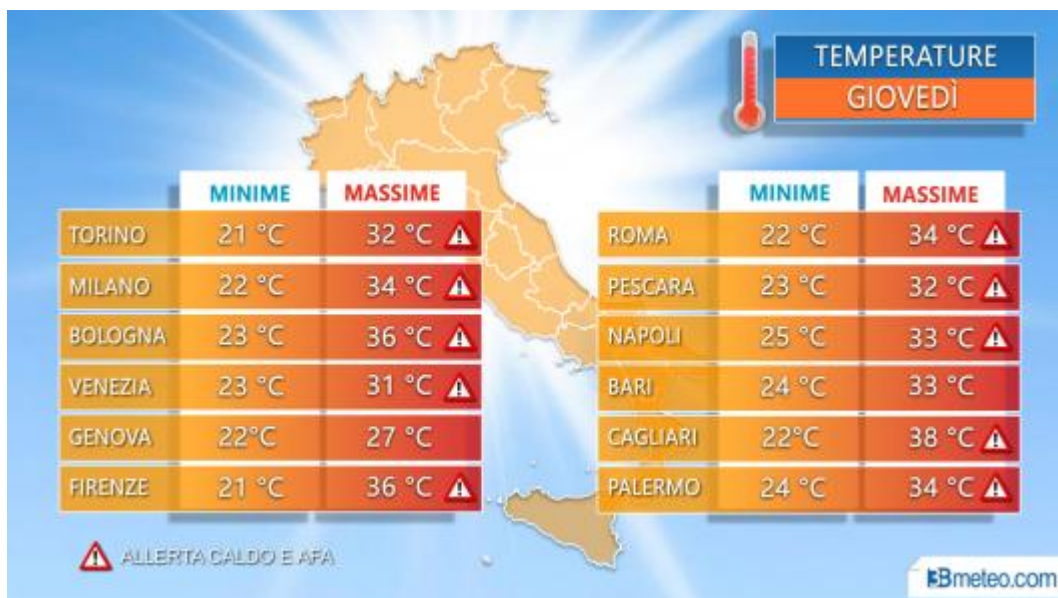 TEMPERATURE
GIOVEDÌ
MINIME MASSIME
TORINO 21 °C 32 °C
MILANO 22 °C 34 °C
BOLOGNA 23 °C 36 °C
VENEZIA 23 °C 31 °C
GENOVA 22°C 27 °C
FIRENZE 21 °C 36 °C
MINIME MASSIME
ROMA 22 °C 34 °C
PESCARA 23 °C 32 °C
NAPOLI 25 °C 33 °C
BARI 24 °C 33 °C
CAGLIARI 22°C 38 °C
PALERMO 24 °C 34 °C
ALLERTA CALDO E AFA
3Bmeteo.com